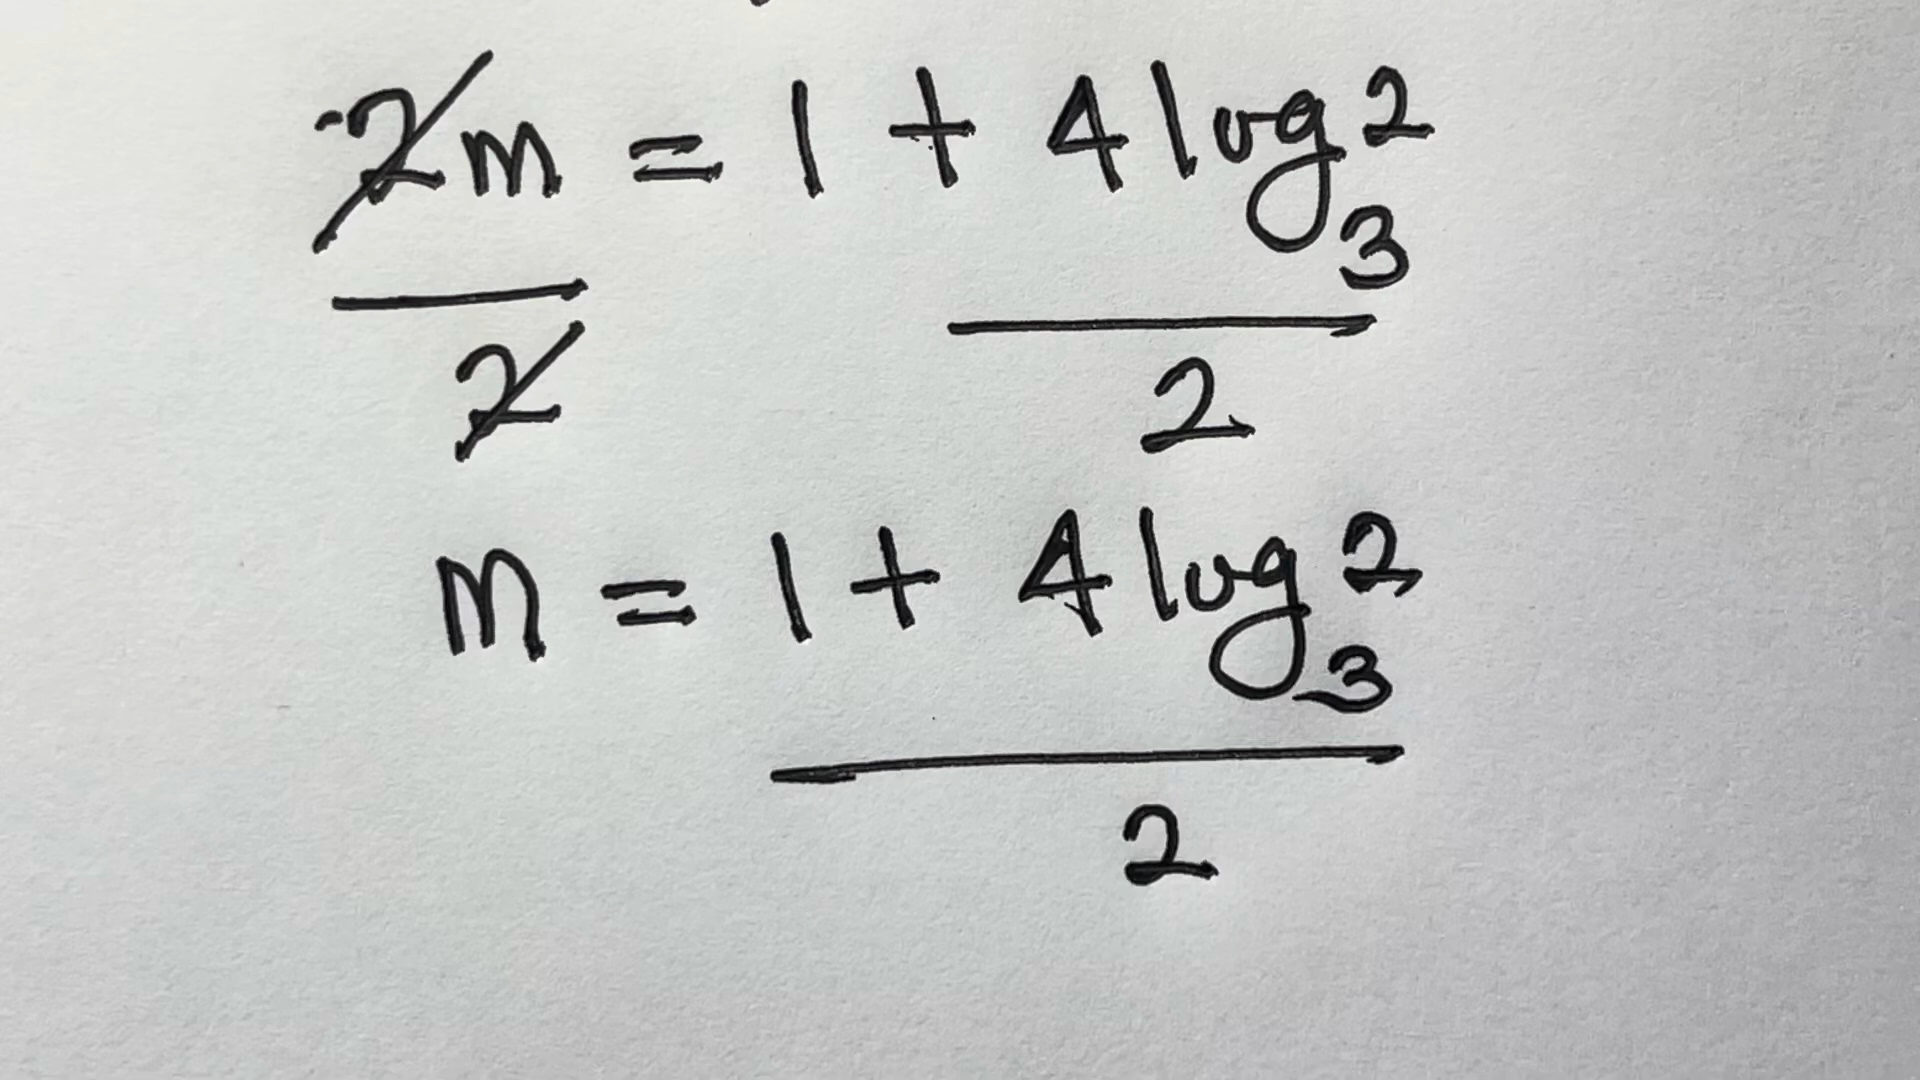 2m = 1 + 4log₃2
2 2
m = 1 + 4log₃2
2